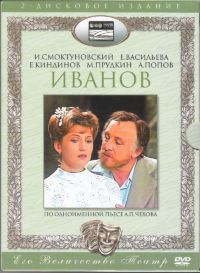 2-ДИСКОВОЕ ИЗДАНИЕ
И.СМОКТУНОВСКИЙ Е.ВАСИЛЬЕВА
Е.КИНДИНОВ М.ПРУДКИН А.ПОПОВ
ИВАНОВ
ПО ОДНОИМЕННОЙ ПЬЕСЕ А.П.ЧЕХОВА
Его Величество Театр
DVD